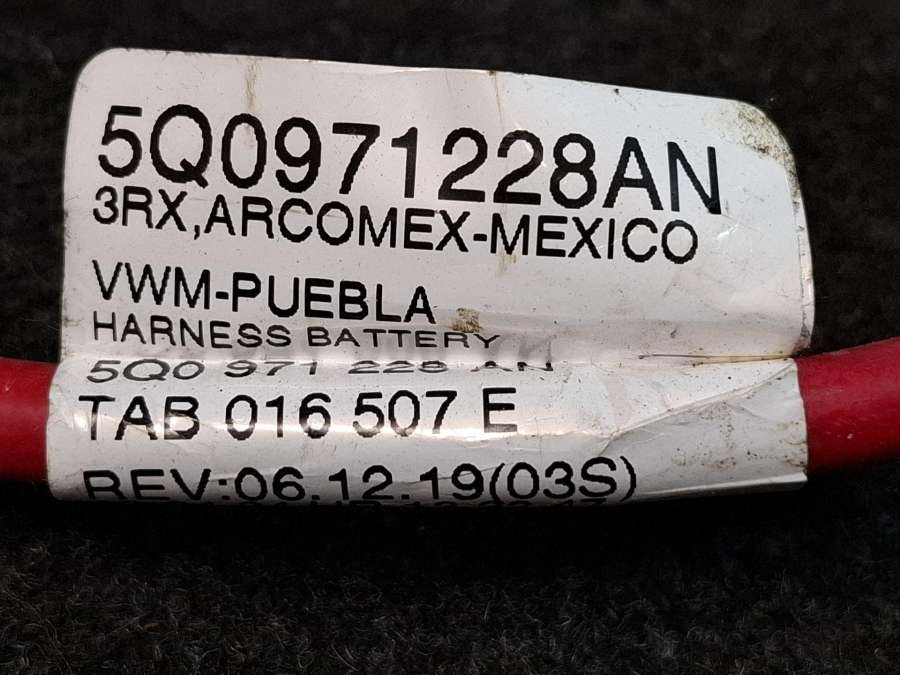 5Q0971228AN
3RX,ARCOMEX-MEXICO
VWM-PUEBLA
HARNESS BATTERY
5Q0 971 228 AN
TAB 016 507 E
REV:06.12.19(03S)